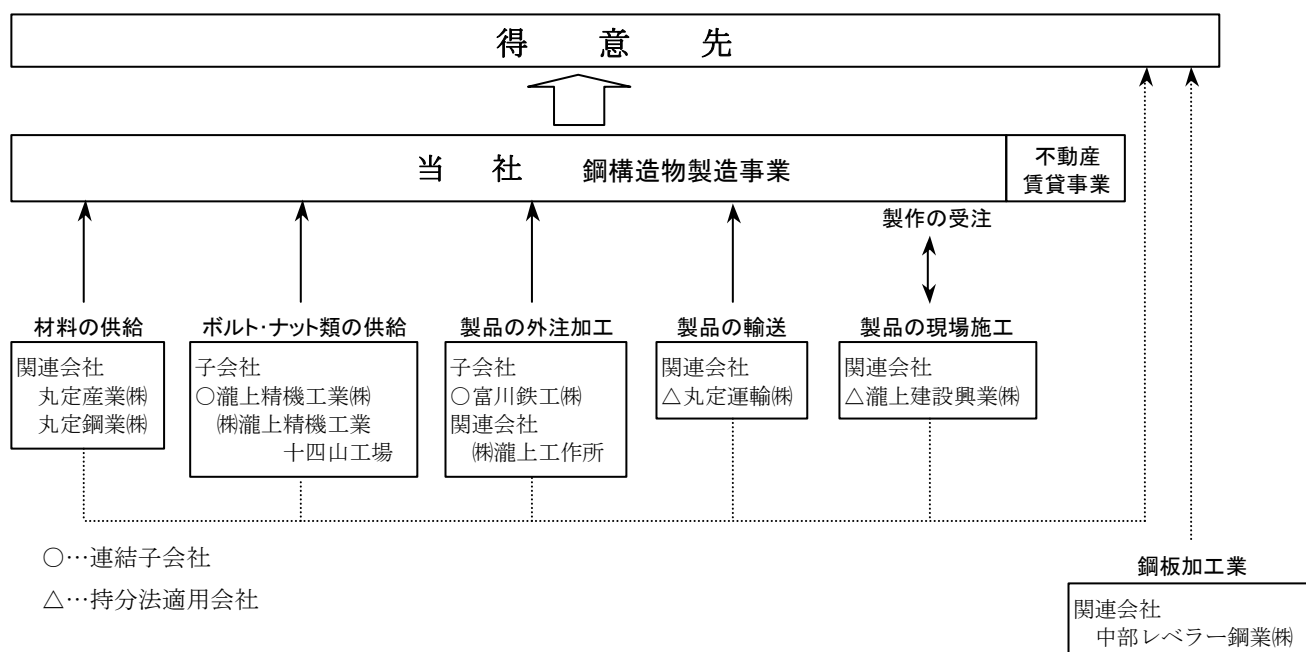 得 意 先
当 社 鋼構造物製造事業
不動産
賃貸事業
製作の受注
材料の供給
関連会社
丸定産業㈱
丸定鋼業㈱
ボルト･ナット類の供給
子会社
○瀧上精機工業㈱
㈱瀧上精機工業
十四山工場
製品の外注加工
子会社
○富川鉄工㈱
関連会社
㈱瀧上工作所
製品の輸送
関連会社
△丸定運輸㈱
製品の現場施工
関連会社
△瀧上建設興業㈱
○…連結子会社
△…持分法適用会社
鋼板加工業
関連会社
中部レベラー鋼業㈱